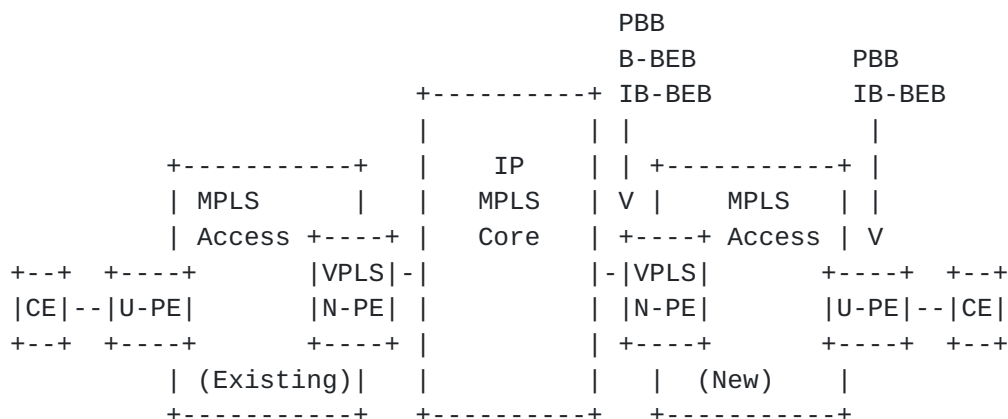 PBB
B-BEB PBB
+----------+ IB-BEB IB-BEB
| | | |
+-----------+ | IP | | +-----------+ |
| MPLS | | MPLS | V | MPLS | |
| Access +----+ | Core | +----+ Access | V
+--+ +----+ |VPLS|-| |-|VPLS| +----+ +--+
|CE|--|U-PE| |N-PE| | | |N-PE| |U-PE|--|CE|
+--+ +----+ +----+ | | +----+ +----+ +--+
| (Existing)| | | | (New) |
+-----------+ +----------+ +-----------+